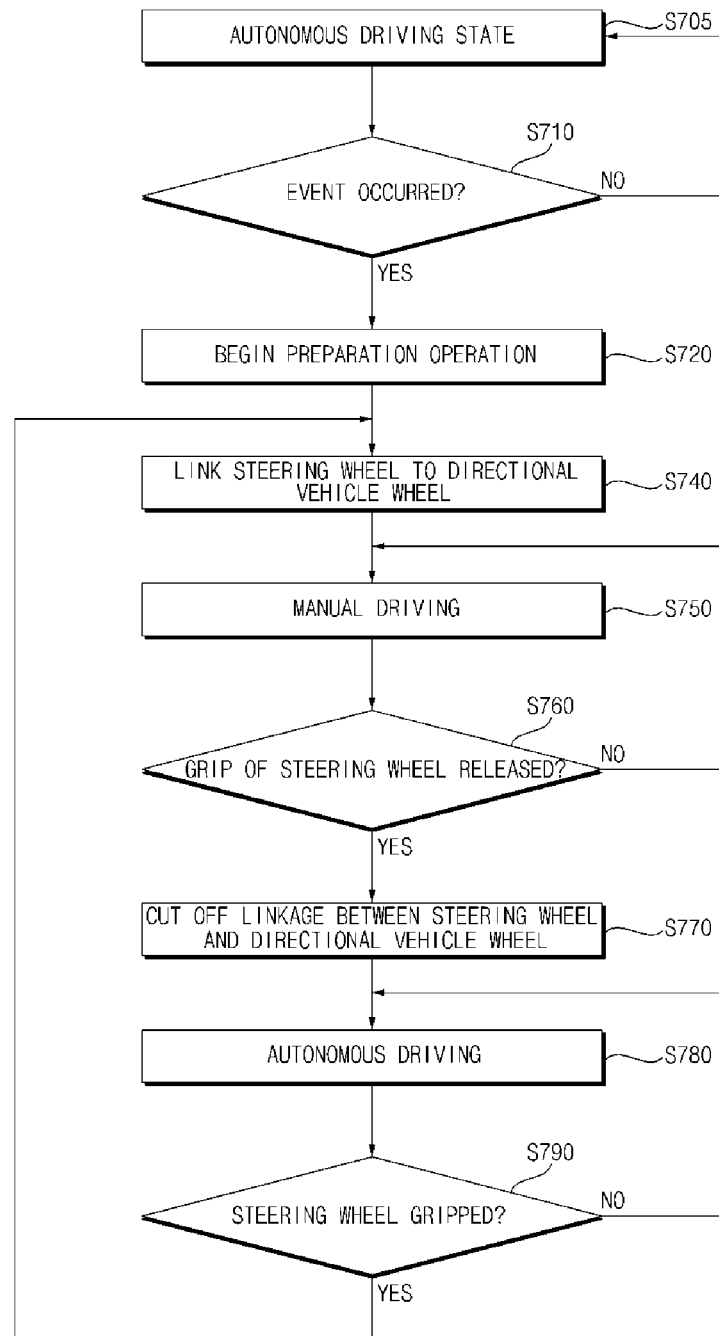 AUTONOMOUS DRIVING STATE
S705
S710
EVENT OCCURRED?
NO
YES
BEGIN PREPARATION OPERATION
S720
LINK STEERING WHEEL TO DIRECTIONAL
VEHICLE WHEEL
S740
MANUAL DRIVING
S750
S760
GRIP OF STEERING WHEEL RELEASED?
NO
YES
CUT OFF LINKAGE BETWEEN STEERING WHEEL
AND DIRECTIONAL VEHICLE WHEEL
S770
AUTONOMOUS DRIVING
S780
S790
STEERING WHEEL GRIPPED?
NO
YES